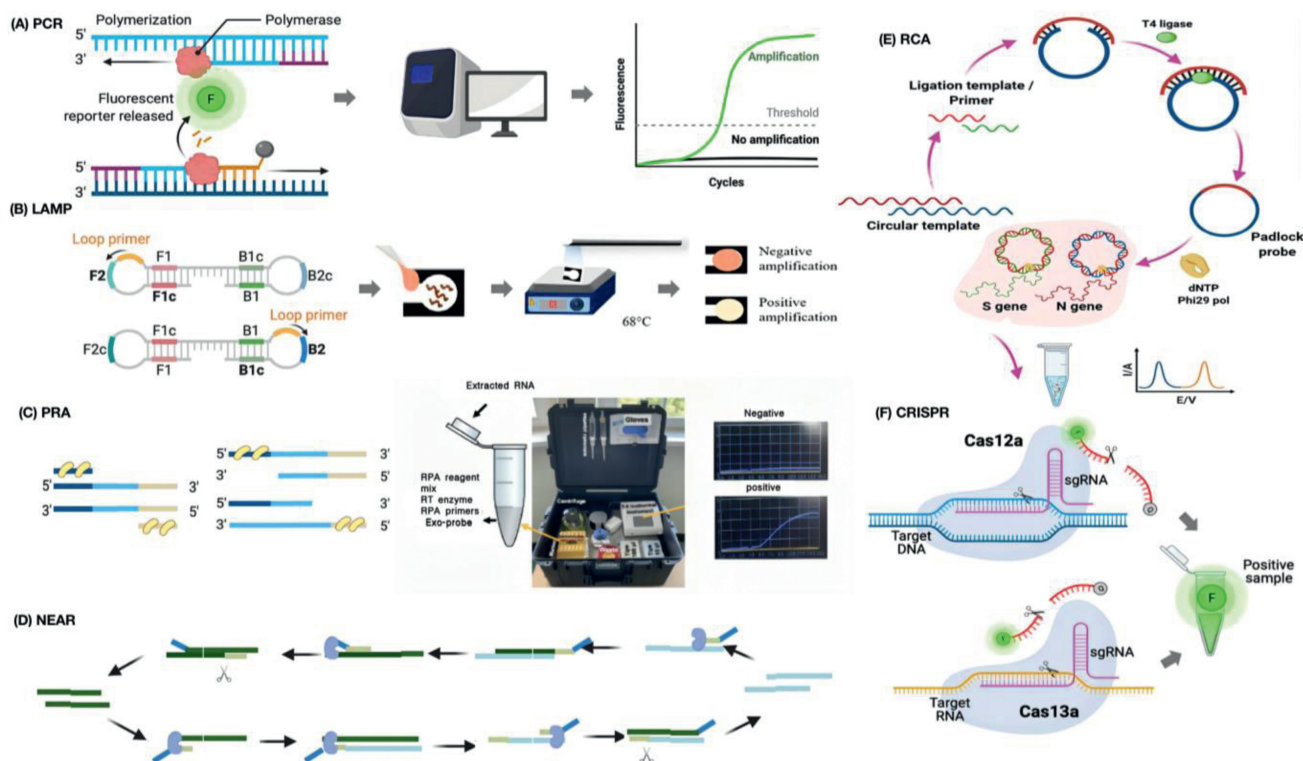 (A) PCR
Polymerization
Polymerase
5'
3'
Fluorescent
reporter released
F
5'
3'
Fluorescence
Amplification
Threshold
No amplification
Cycles
(B) LAMP
Loop primer
F1
B1c
F2
B2c
F1c
B1
Loop primer
F1c
B1
F2c
B2
F1
B1c
68°C
Negative
amplification
Positive
amplification
(C) PRA
5'
3'
3'
5'
5'
3'
3'
5'
5'
3'
3'
5'
Extracted RNA
RPA reagent
mix
RT enzyme
RPA primers
Exo-probe
Gloves
Centrifuge
Negative
positive
(D) NEAR
(E) RCA
T4 ligase
Ligation template /
Primer
Circular template
Padlock
probe
dNTP
Phi29 pol
S gene
N gene
I/A
E/V
(F) CRISPR
Cas12a
sgRNA
Target
DNA
Positive
sample
F
sgRNA
Target
RNA
Cas13a